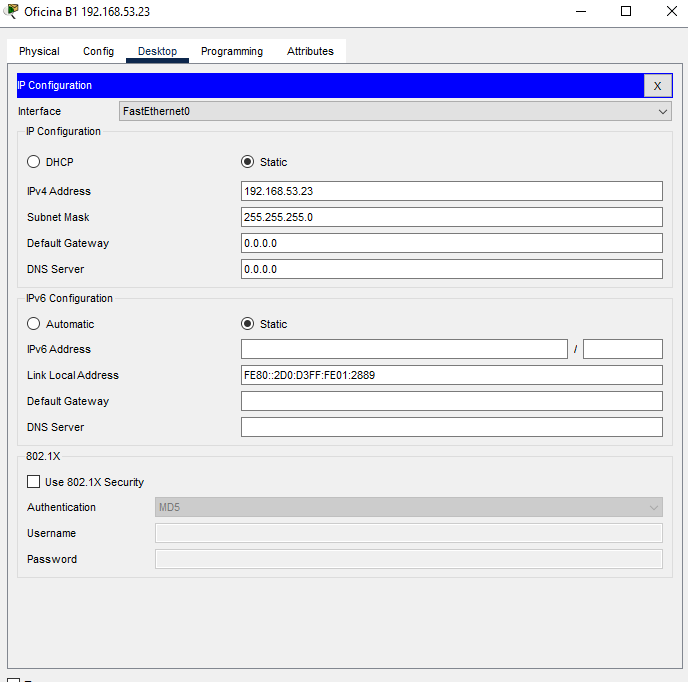 Oficina B1 192.168.53.23
Physical Config Desktop Programming Attributes
IP Configuration X
Interface FastEthernet0
IP Configuration
DHCP Static
IPv4 Address 192.168.53.23
Subnet Mask 255.255.255.0
Default Gateway 0.0.0.0
DNS Server 0.0.0.0
IPv6 Configuration
Automatic Static
IPv6 Address /
Link Local Address FE80::2D0:D3FF:FE01:2889
Default Gateway
DNS Server
802.1X
Use 802.1X Security
Authentication MD5
Username
Password